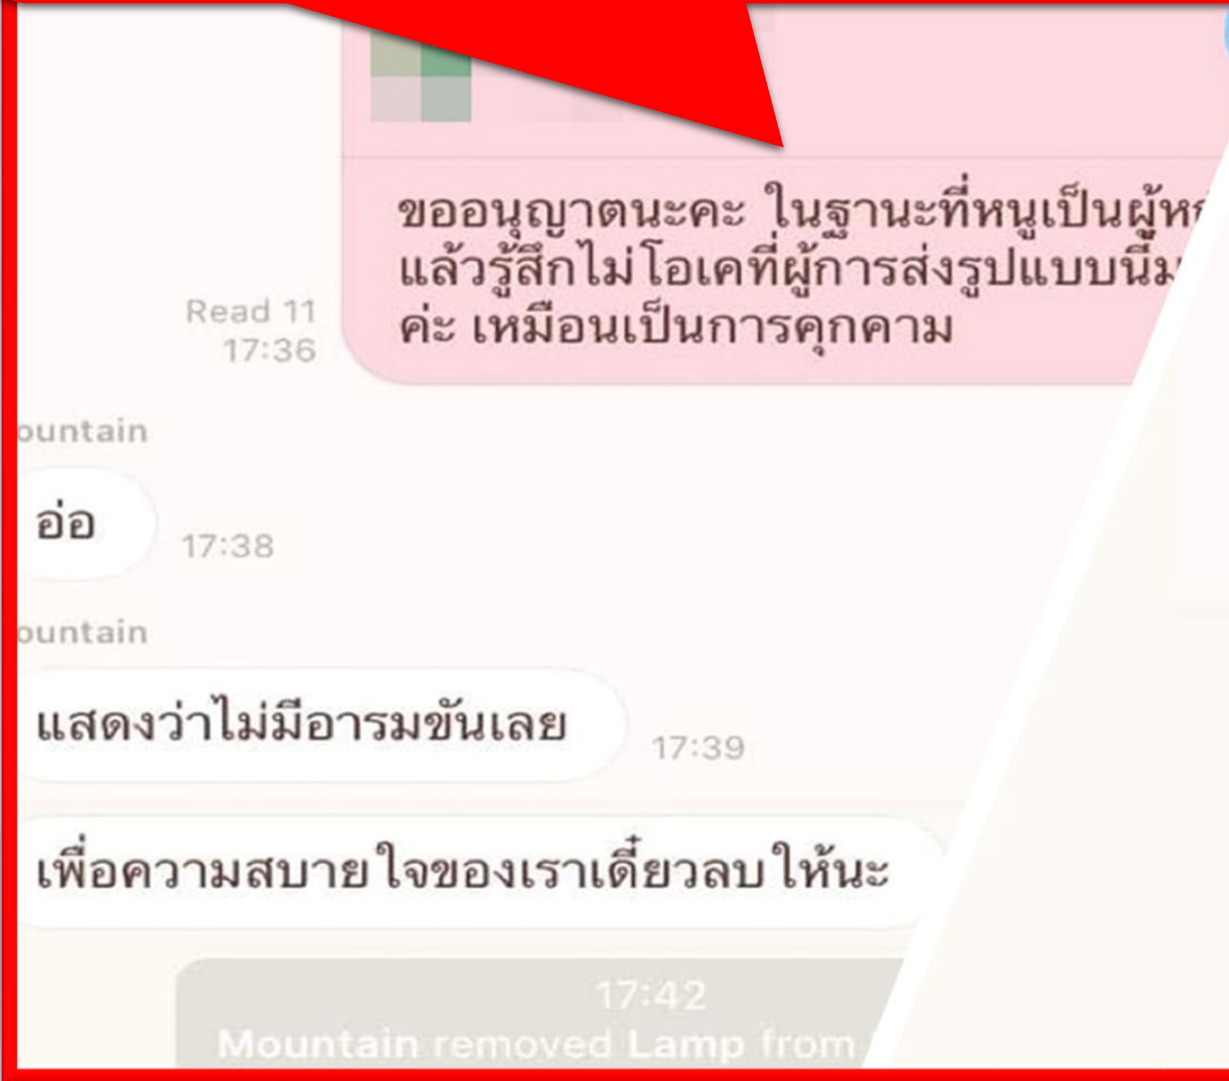 ขออนุญาตนะคะ ในฐานะที่หนูเป็น
แล้วรู้สึกไม่โอเคที่ผู้การส่งรูปแบบนี้
ค่ะ เหมือนเป็นการคุกคาม
Read 11
17:36
อ่อ
17:38
แสดงว่าไม่มีอารมขันเลย
17:39
เพื่อความสบายใจของเราเดี๋ยวลบให้นะ
17:42
Mountain removed Lamp from